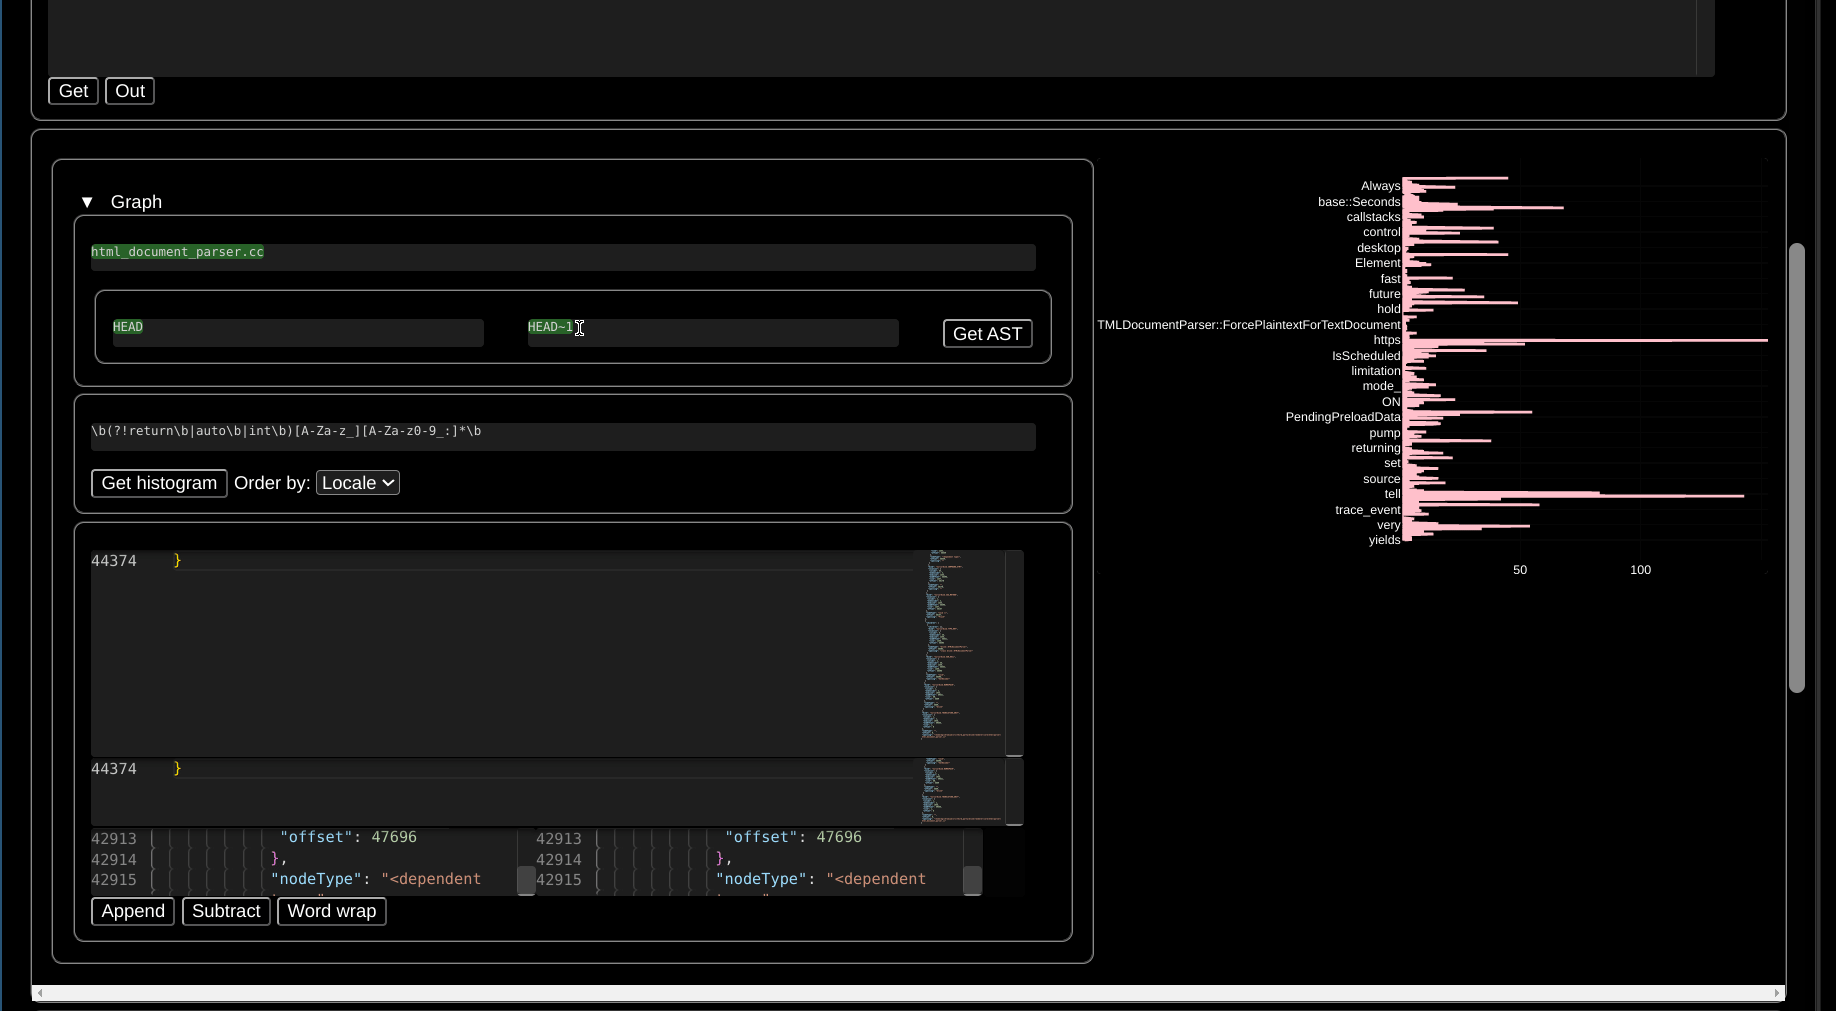 Get Out
▼ Graph
html_document_parser.cc
HEAD HEAD~1 Get AST
\b(?!return\b|auto\b|int\b)[A-Za-z_][A-Za-z0-9_:]*\b
Get histogram Order by: Locale
44374 }
44374 }
42913 "offset": 47696
42914 },
42915 "nodeType": "<dependent
42913 "offset": 47696
42914 },
42915 "nodeType": "<dependent
Append Subtract Word wrap
Always
base::Seconds
callstacks
control
desktop
Element
fast
future
hold
TMLDocumentParser::ForcePlaintextForTextDocument
https
IsScheduled
limitation
mode_
ON
PendingPreloadData
pump
returning
set
source
tell
trace_event
very
yields
50 100